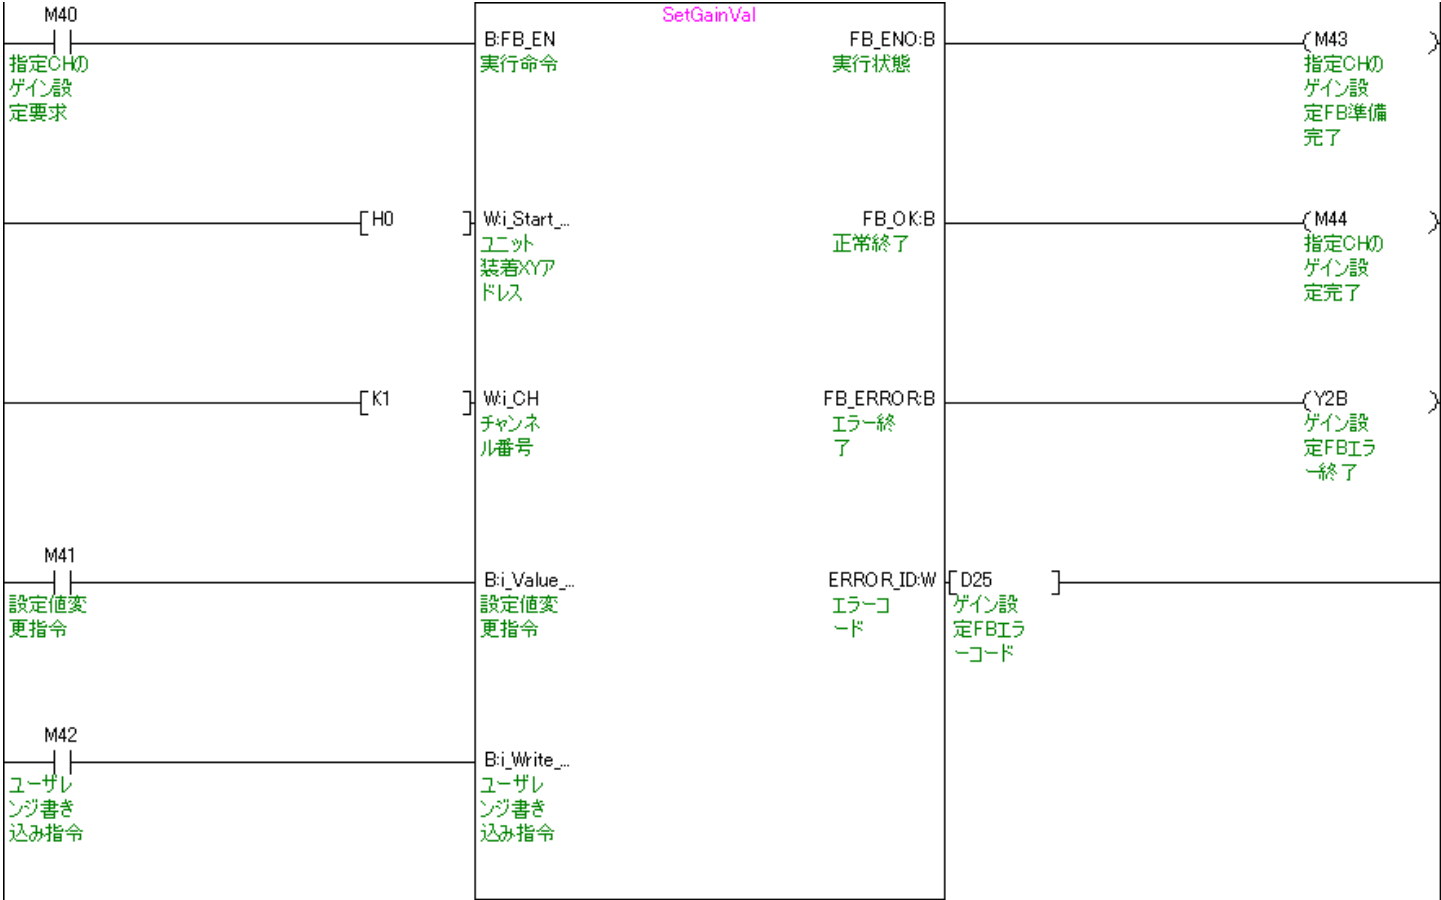 SetGainVal
M40
B:FB_EN
FB_ENO:B
M43
指定CHの
ゲイン設
定要求
実行命令
実行状態
指定CHの
ゲイン設
定FB準備
完了
H0
W:i_Start_...
FB_OK:B
M44
ユニット
装着XYア
ドレス
正常終了
指定CHの
ゲイン設
定完了
K1
W:i_CH
FB_ERROR:B
Y2B
チャンネ
ル番号
エラー終
了
ゲイン設
定FBエラ
ー終了
M41
B:i_Value_...
ERROR_ID:W
D25
設定値変
更指令
設定値変
更指令
エラーコ
ード
ゲイン設
定FBエラ
ーコード
M42
B:i_Write_...
ユーザレ
ンジ書き
込み指令
ユーザレ
ンジ書き
込み指令